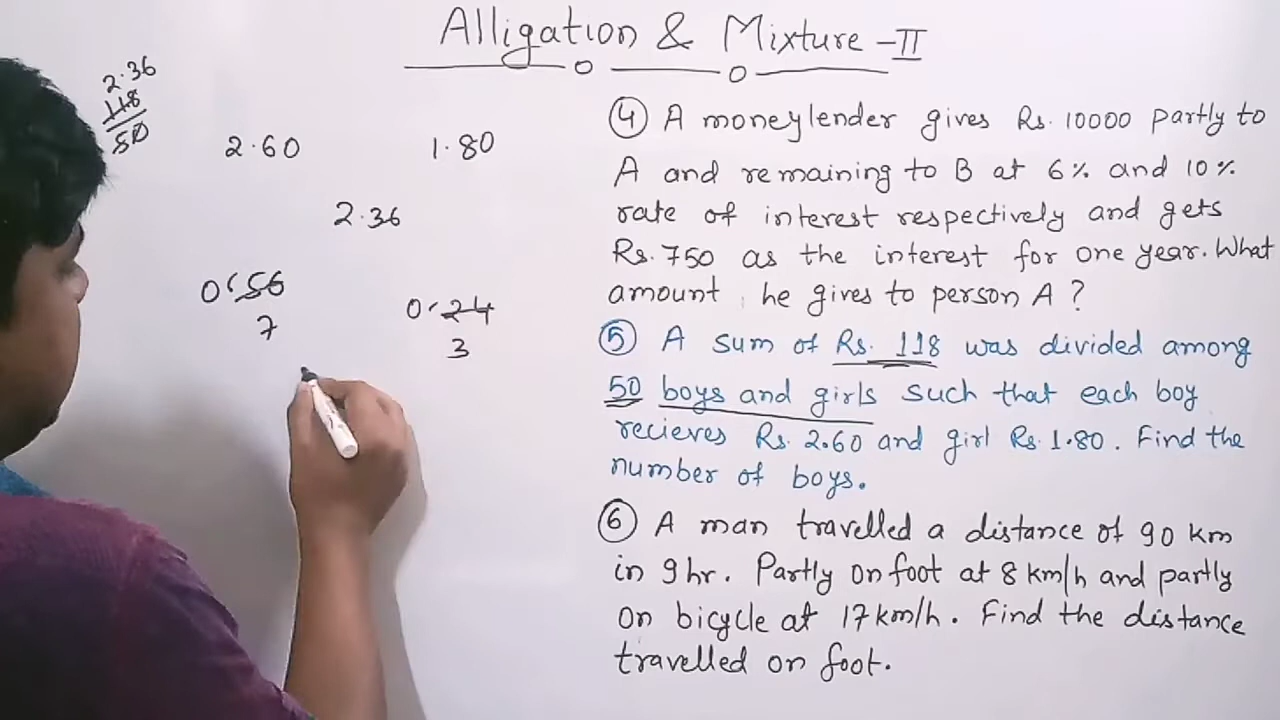 Alligation & Mixture -II
2.36
118
50
2.60 1.80
2.36
0.56 0.24
7 3
④ A moneylender gives Rs. 10000 partly to
A and remaining to B at 6% and 10%
rate of interest respectively and gets
Rs. 750 as the interest for one year. What
amount he gives to person A ?
⑤ A sum of Rs. 118 was divided among
50 boys and girls such that each boy
recieves Rs. 2.60 and girl Rs. 1.80. Find the
number of boys.
⑥ A man travelled a distance of 90 km
in 9 hr. Partly on foot at 8 km/h and partly
on bicycle at 17 km/h. Find the distance
travelled on foot.